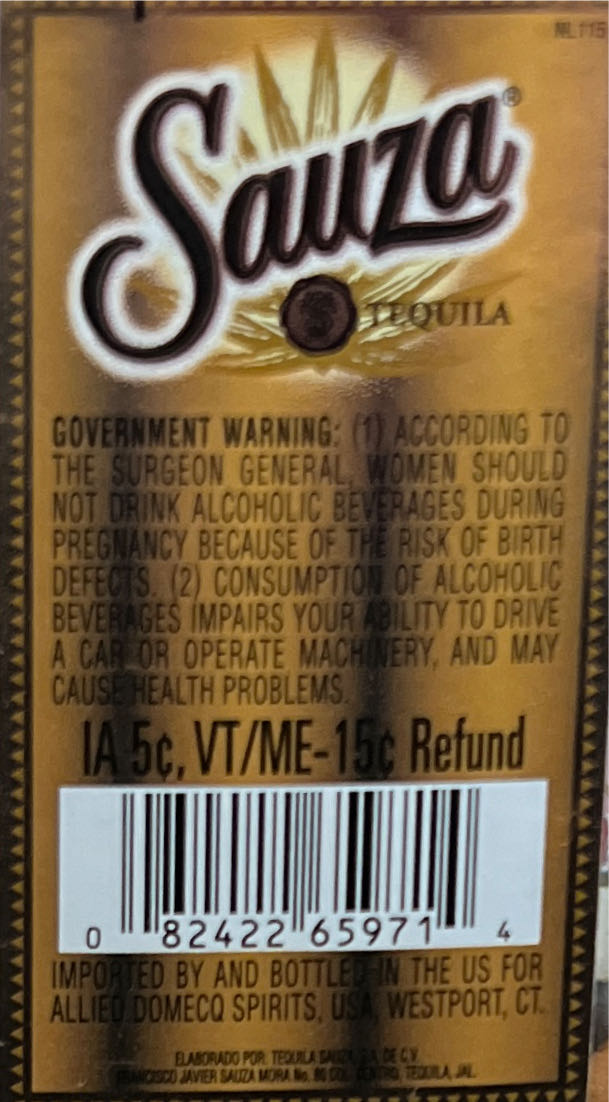 ML115
Sauza®
TEQUILA
GOVERNMENT WARNING: (1) ACCORDING TO
THE SURGEON GENERAL, WOMEN SHOULD
NOT DRINK ALCOHOLIC BEVERAGES DURING
PREGNANCY BECAUSE OF THE RISK OF BIRTH
DEFECTS. (2) CONSUMPTION OF ALCOHOLIC
BEVERAGES IMPAIRS YOUR ABILITY TO DRIVE
A CAR OR OPERATE MACHINERY, AND MAY
CAUSE HEALTH PROBLEMS.
IA 5¢, VT/ME-15¢ Refund
0 82422 65971 4
IMPORTED BY AND BOTTLED IN THE US FOR
ALLIED DOMECQ SPIRITS, USA, WESTPORT, CT.
ELABORADO POR: TEQUILA SAUZA, S.A. DE C.V.
FRANCISCO JAVIER SAUZA MORA No. 80 COL. CENTRO, TEQUILA, JAL.